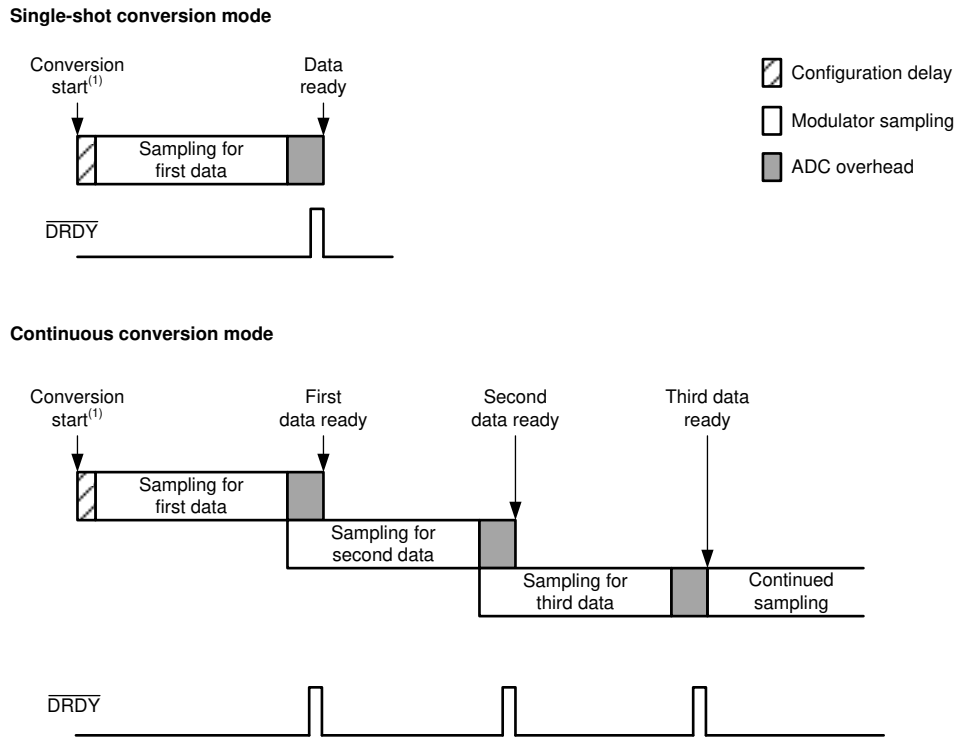 Single-shot conversion mode
Conversion
start(1)
Data
ready
Configuration delay
Modulator sampling
ADC overhead
Sampling for
first data
DRDY
Continuous conversion mode
Conversion
start(1)
First
data ready
Second
data ready
Third data
ready
Sampling for
first data
Sampling for
second data
Sampling for
third data
Continued
sampling
DRDY